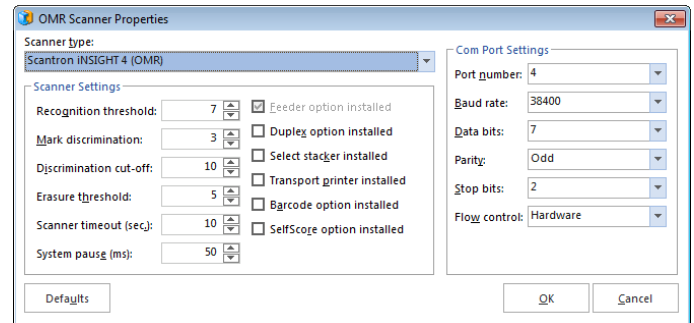 OMR Scanner Properties
Scanner type:
Scantron iNSIGHT 4 (OMR)
Scanner Settings
Recognition threshold: 7
Mark discrimination: 3
Discrimination cut-off: 10
Erasure threshold: 5
Scanner timeout (sec.): 10
System pause (ms): 50
Feeder option installed
Duplex option installed
Select stacker installed
Transport printer installed
Barcode option installed
SelfScore option installed
Com Port Settings
Port number: 4
Baud rate: 38400
Data bits: 7
Parity: Odd
Stop bits: 2
Flow control: Hardware
Defaults
OK
Cancel